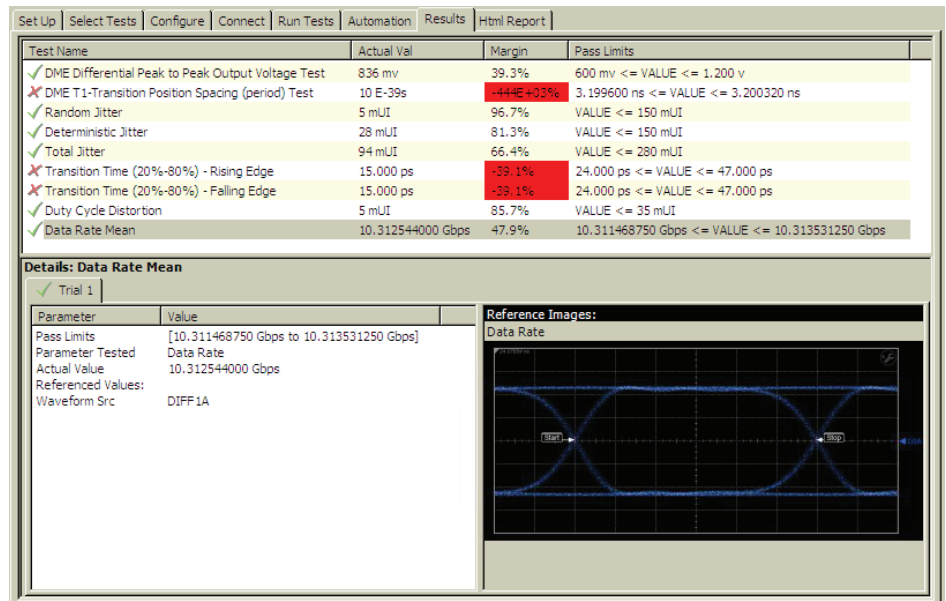 Set Up Select Tests Configure Connect Run Tests Automation Results Html Report
Test Name Actual Val Margin Pass Limits
DME Differential Peak to Peak Output Voltage Test 836 mv 39.3% 600 mv <= VALUE <= 1.200 v
DME T1-Transition Position Spacing (period) Test 10 E-39s -444E+03% 3.199600 ns <= VALUE <= 3.200320 ns
Random Jitter 5 mUI 96.7% VALUE <= 150 mUI
Deterministic Jitter 28 mUI 81.3% VALUE <= 150 mUI
Total Jitter 94 mUI 66.4% VALUE <= 280 mUI
Transition Time (20%-80%) - Rising Edge 15.000 ps -39.1% 24.000 ps <= VALUE <= 47.000 ps
Transition Time (20%-80%) - Falling Edge 15.000 ps -39.1% 24.000 ps <= VALUE <= 47.000 ps
Duty Cycle Distortion 5 mUI 85.7% VALUE <= 35 mUI
Data Rate Mean 10.312544000 Gbps 47.9% 10.311468750 Gbps <= VALUE <= 10.313531250 Gbps
Details: Data Rate Mean
Trial 1
Parameter Value
Pass Limits [10.311468750 Gbps to 10.313531250 Gbps]
Parameter Tested Data Rate
Actual Value 10.312544000 Gbps
Referenced Values:
Waveform Src DIFF1A
Reference Images:
Data Rate
Start Stop